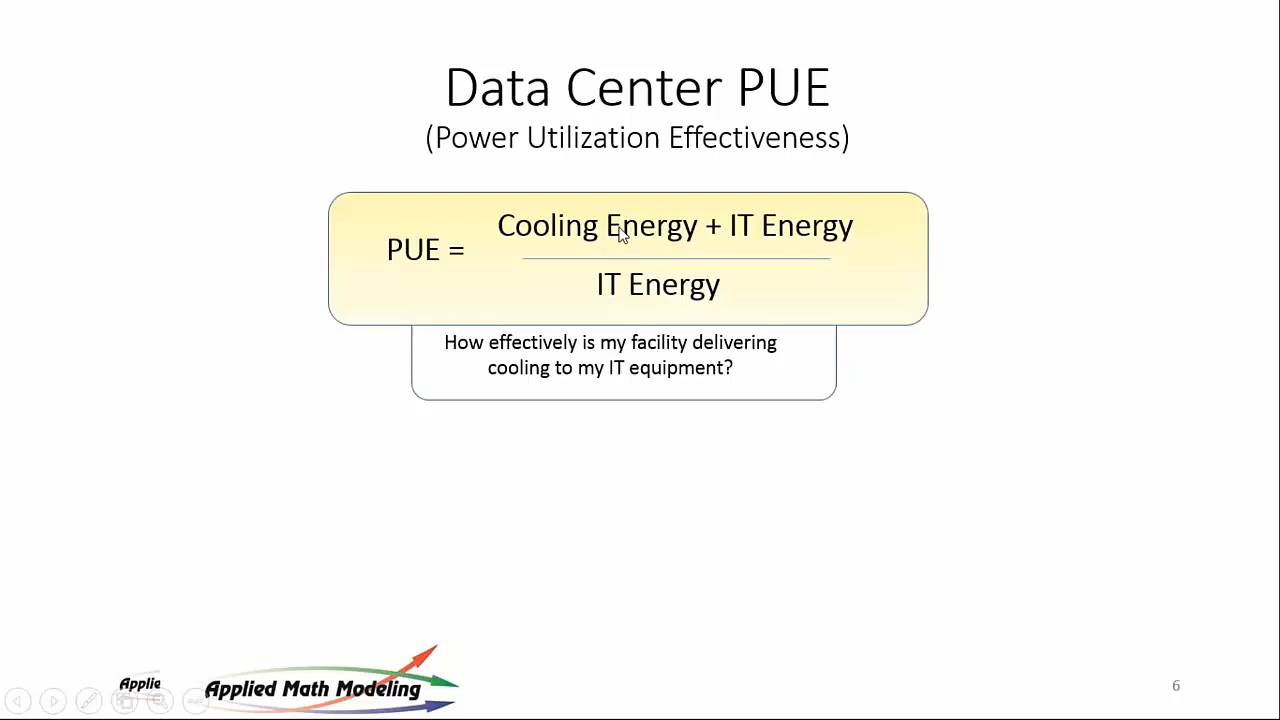 Data Center PUE
(Power Utilization Effectiveness)
Cooling Energy + IT Energy
PUE =
IT Energy
How effectively is my facility delivering
cooling to my IT equipment?
Applie
Applied Math Modeling
6